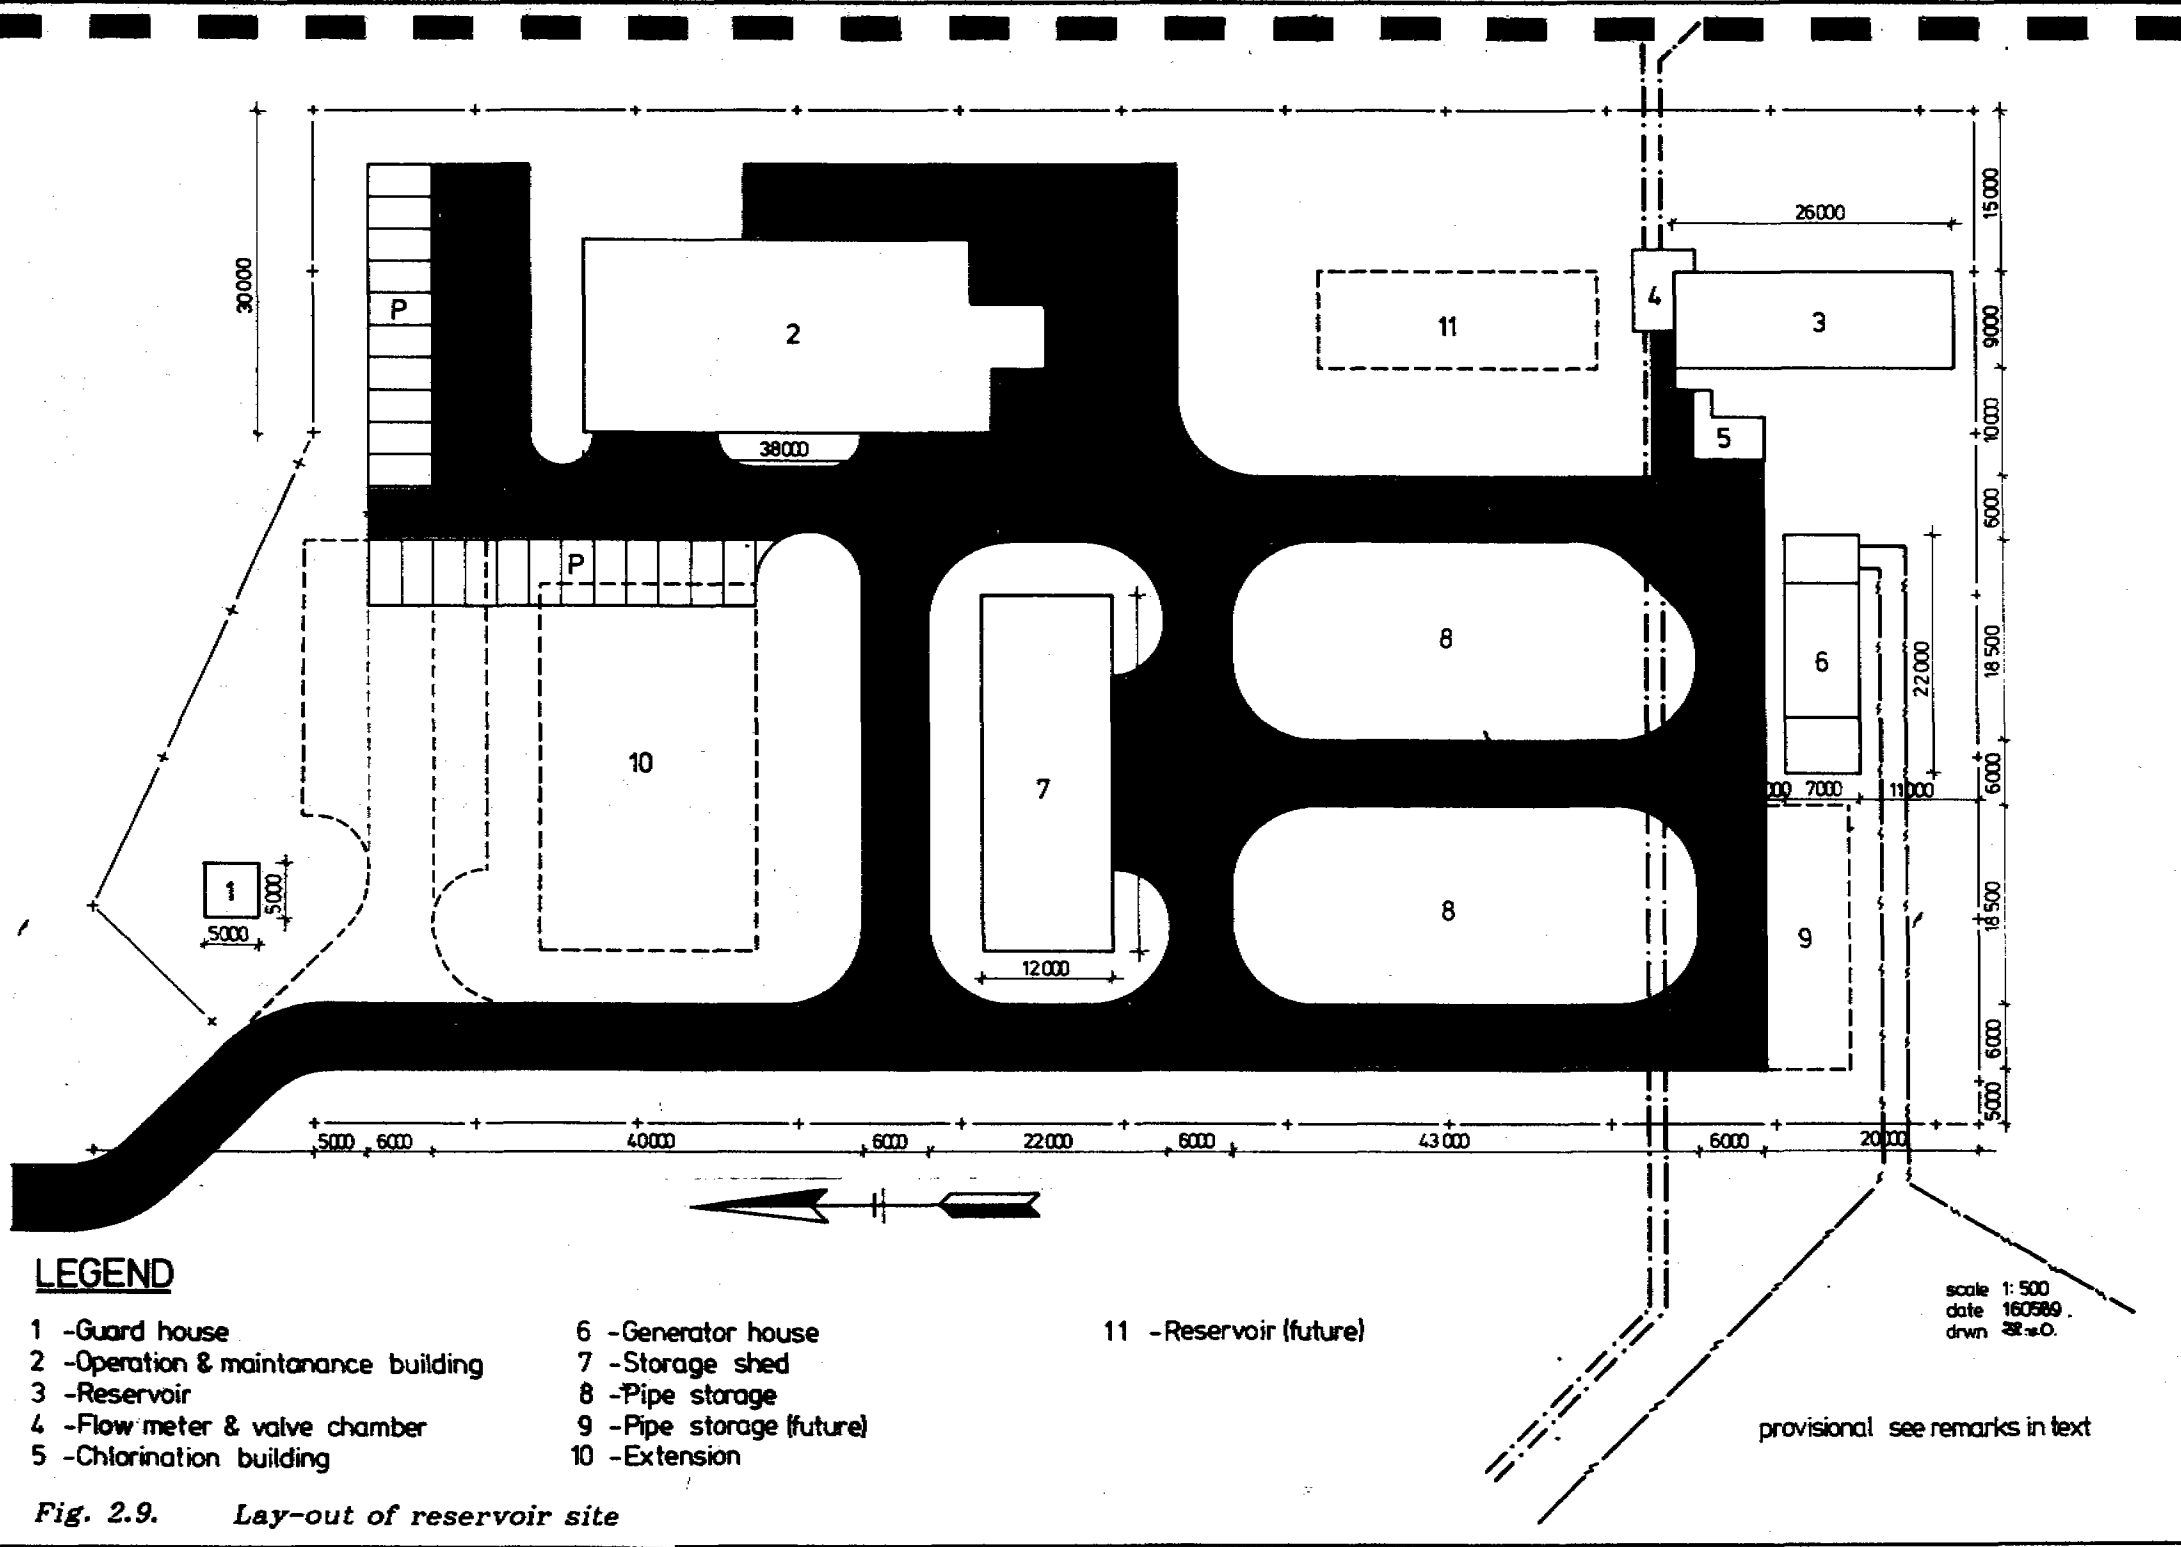 26000
15000
30000
P
11
4
3
9000
2
10000
5
38000
6000
P
8
6
22000
18 500
10
7
6000
7000
11000
1
5000
5000
8
9
18500
12000
6000
5000
5000 6000 40000 6000 22000 6000 43000 6000 20000
LEGEND
1 -Guard house
2 -Operation & maintanance building
3 -Reservoir
4 -Flow meter & valve chamber
5 -Chlorination building
6 -Generator house
7 -Storage shed
8 -Pipe storage
9 -Pipe storage (future)
10 -Extension
11 -Reservoir (future)
scale 1: 500
date 160589
drwn
provisional see remarks in text
Fig. 2.9. Lay-out of reservoir site